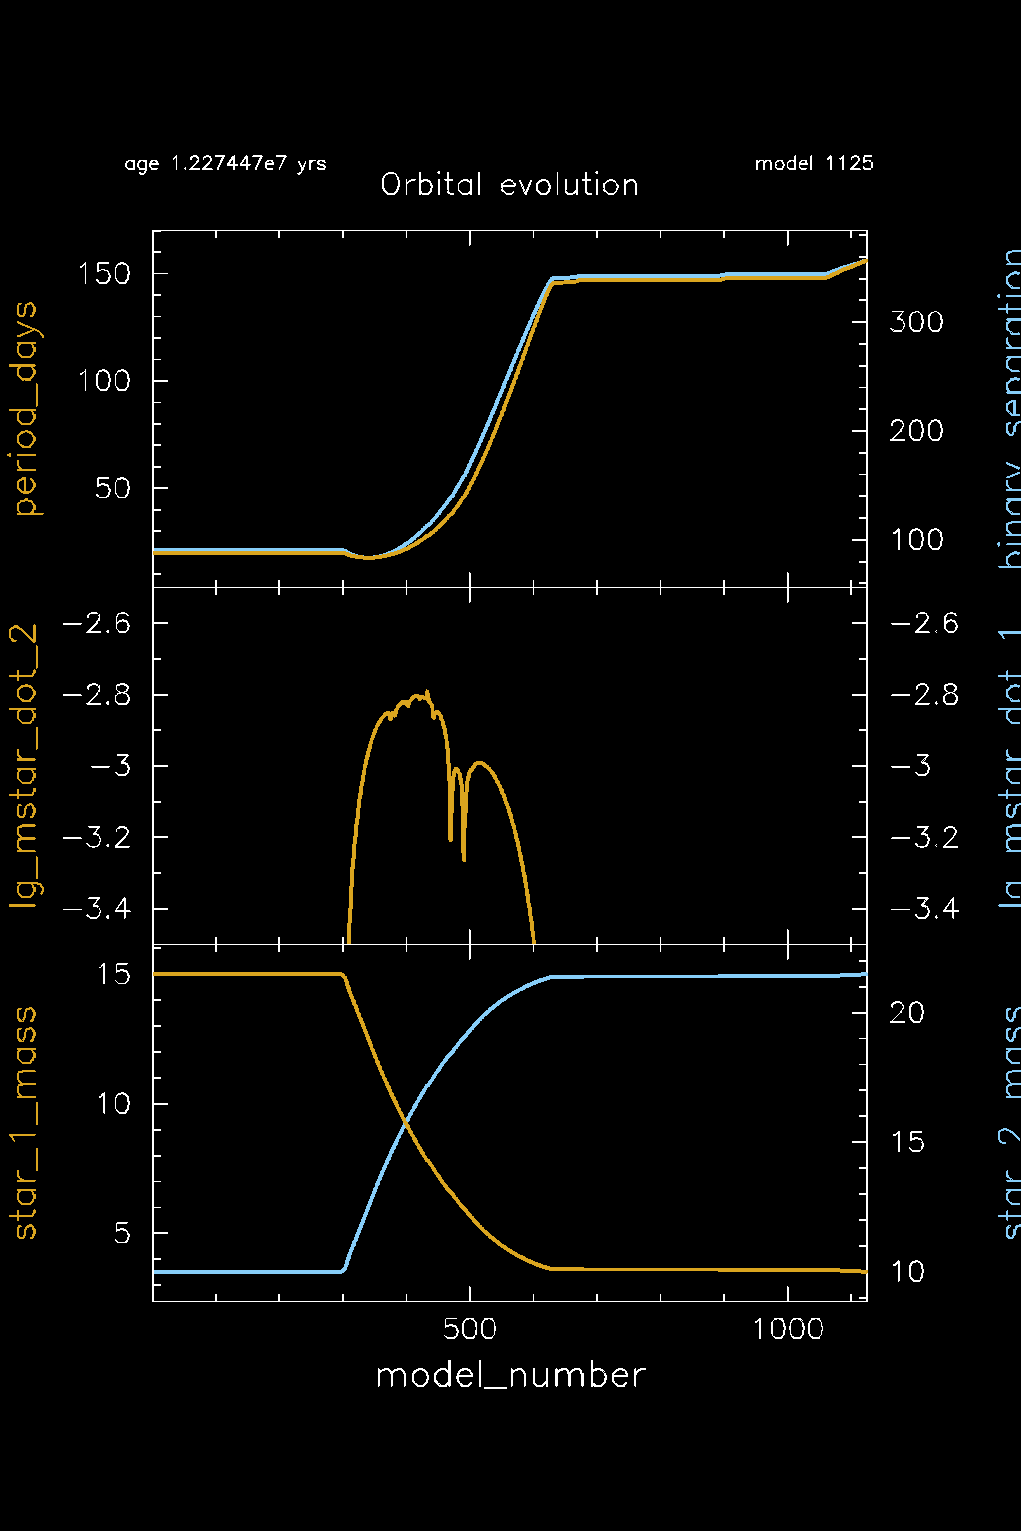 age 1.227447e7 yrs
model 1125
Orbital evolution
period_days
150
100
50
300
200
100
binary_separation
lg_mstar_dot_2
-2.6
-2.8
-3
-3.2
-3.4
-2.6
-2.8
-3
-3.2
-3.4
lg_mstar_dot_1
star_1_mass
15
10
5
20
15
10
star_2_mass
500
1000
model_number